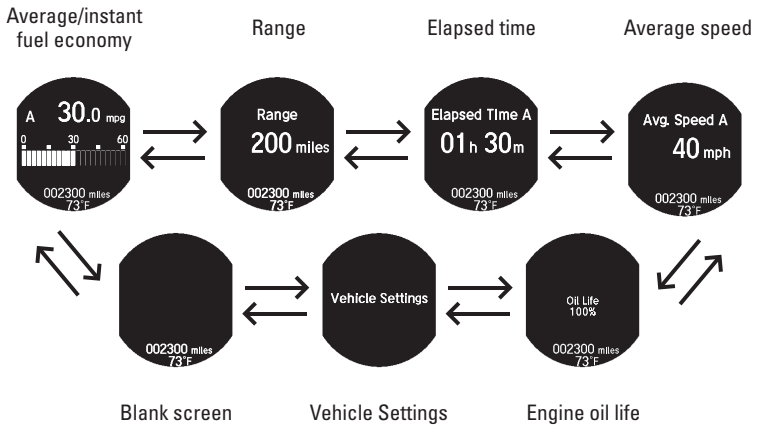 Average/instant
fuel economy
Range
Elapsed time
Average speed
A 30.0 mpg
0 30 60
002300 miles
73°F
Range
200 miles
002300 miles
73°F
Elapsed TIme A
01h 30m
002300 miles
73°F
Avg. Speed A
40 mph
002300 miles
73°F
002300 miles
73°F
Vehicle Settings
Oil Life
100%
002300 miles
73°F
Blank screen
Vehicle Settings
Engine oil life